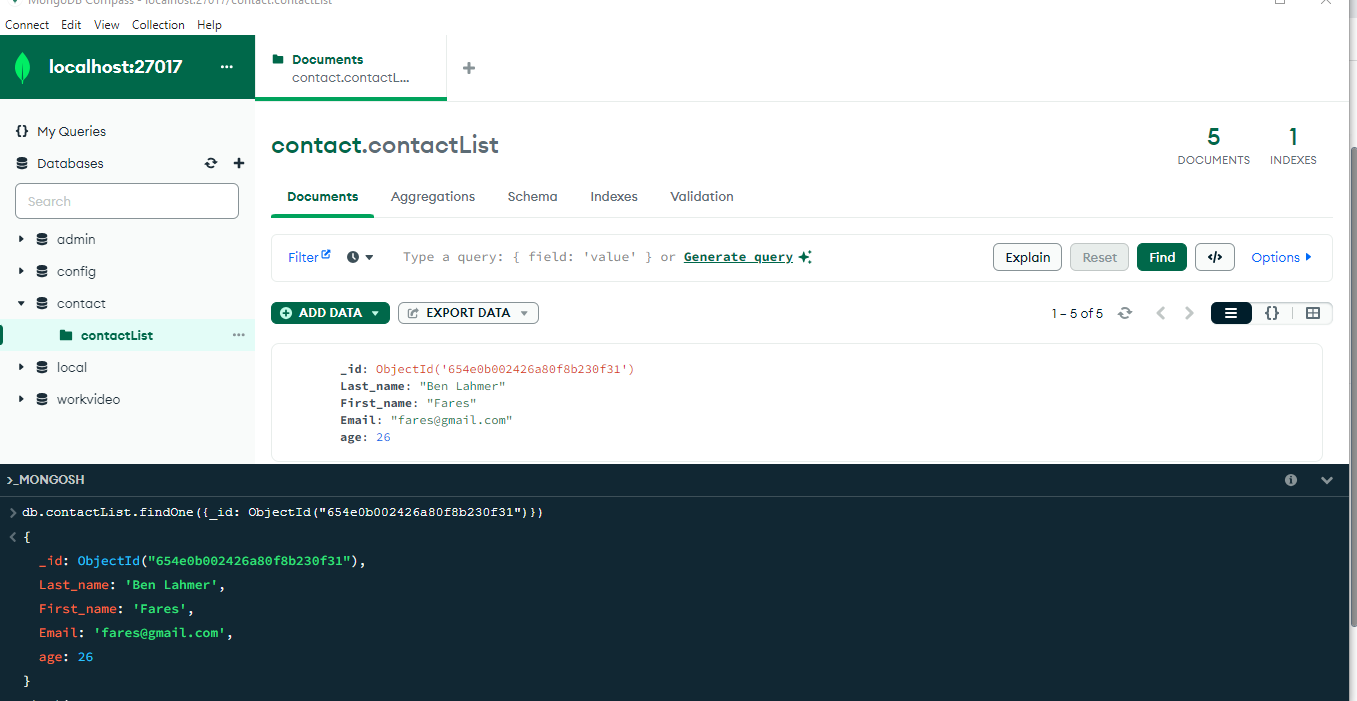 MongoDB Compass - localhost:27017/contact.contactList
Connect Edit View Collection Help
localhost:27017 ...
Documents
contact.contactL...
{} My Queries
Databases
Search
admin
config
contact
contactList
local
workvideo
contact.contactList
5
DOCUMENTS
1
INDEXES
Documents Aggregations Schema Indexes Validation
Filter Type a query: { field: 'value' } or Generate query Explain Reset Find </> Options
ADD DATA EXPORT DATA 1 – 5 of 5 {}
_id: ObjectId('654e0b002426a80f8b230f31')
Last_name: "Ben Lahmer"
First_name: "Fares"
Email: "fares@gmail.com"
age: 26
>_MONGOSH
> db.contactList.findOne({_id: ObjectId("654e0b002426a80f8b230f31")})
< {
_id: ObjectId("654e0b002426a80f8b230f31"),
Last_name: 'Ben Lahmer',
First_name: 'Fares',
Email: 'fares@gmail.com',
age: 26
}